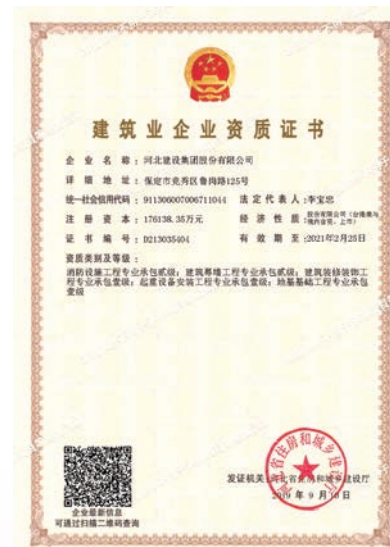 建筑业企业资质证书
企 业 名 称：河北建设集团股份有限公司
详 细 地 址：保定市竞秀区鲁岗路125号
统一社会信用代码：911306007006711044 法 定 代 表 人：李宝忠
注 册 资 本：176138.35万元 经 济 性 质：股份有限公司（台港澳与境内合资、上市）
证 书 编 号：D213035404 有 效 期 至：2021年2月25日
资质类别及等级：
消防设施工程专业承包贰级；建筑幕墙工程专业承包贰级；建筑装修装饰工
程专业承包壹级；起重设备安装工程专业承包壹级；地基基础工程专业承包
壹级
企业最新信息
可通过扫描二维码查询
发证机关：河北省住房和城乡建设厅
2019 年 9 月